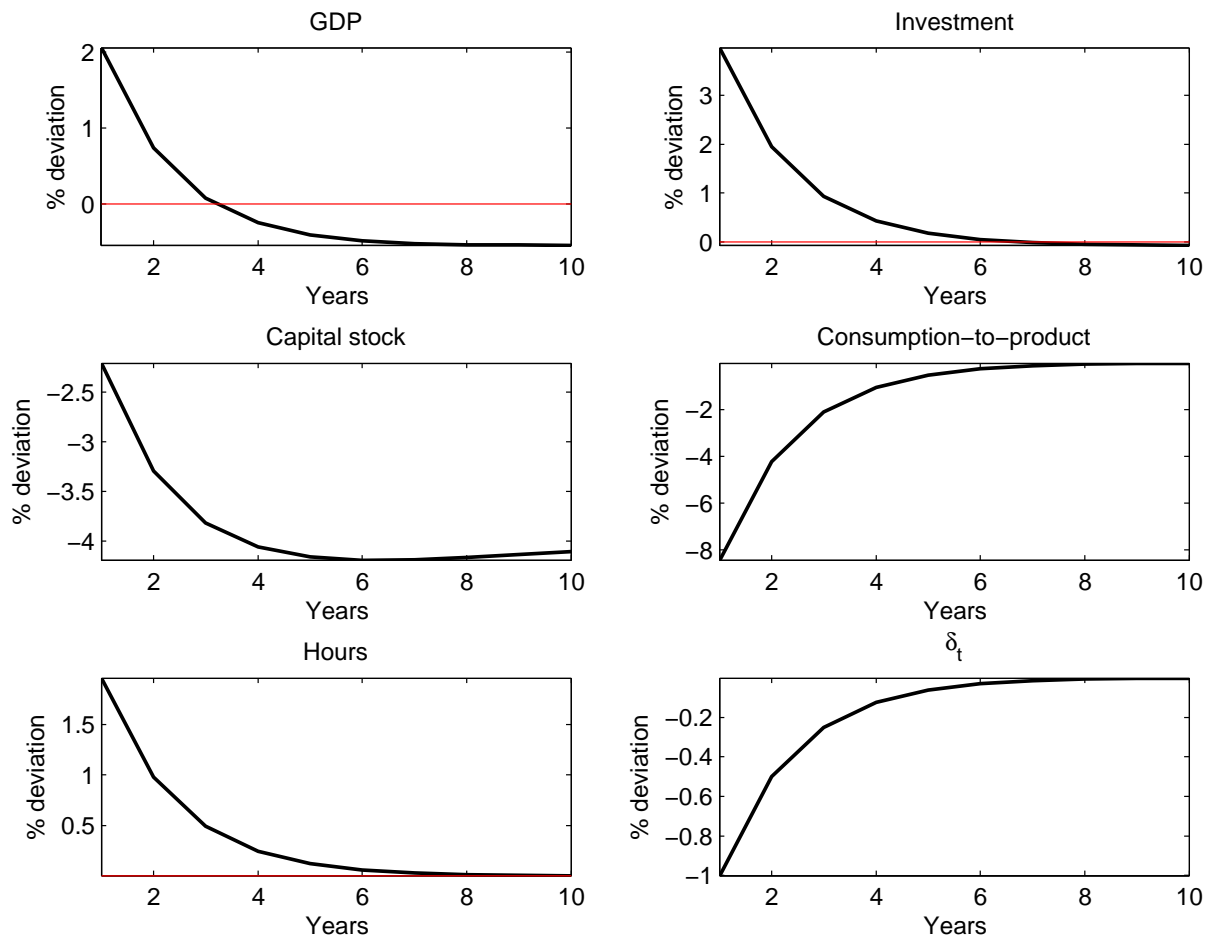 GDP
% deviation
2
1
0
2 4 6 8 10
Years
Investment
% deviation
3
2
1
0
2 4 6 8 10
Years
Capital stock
% deviation
−2.5
−3
−3.5
−4
2 4 6 8 10
Years
Consumption−to−product
% deviation
−2
−4
−6
−8
2 4 6 8 10
Years
Hours
% deviation
1.5
1
0.5
2 4 6 8 10
Years
δt
% deviation
−0.2
−0.4
−0.6
−0.8
−1
2 4 6 8 10
Years